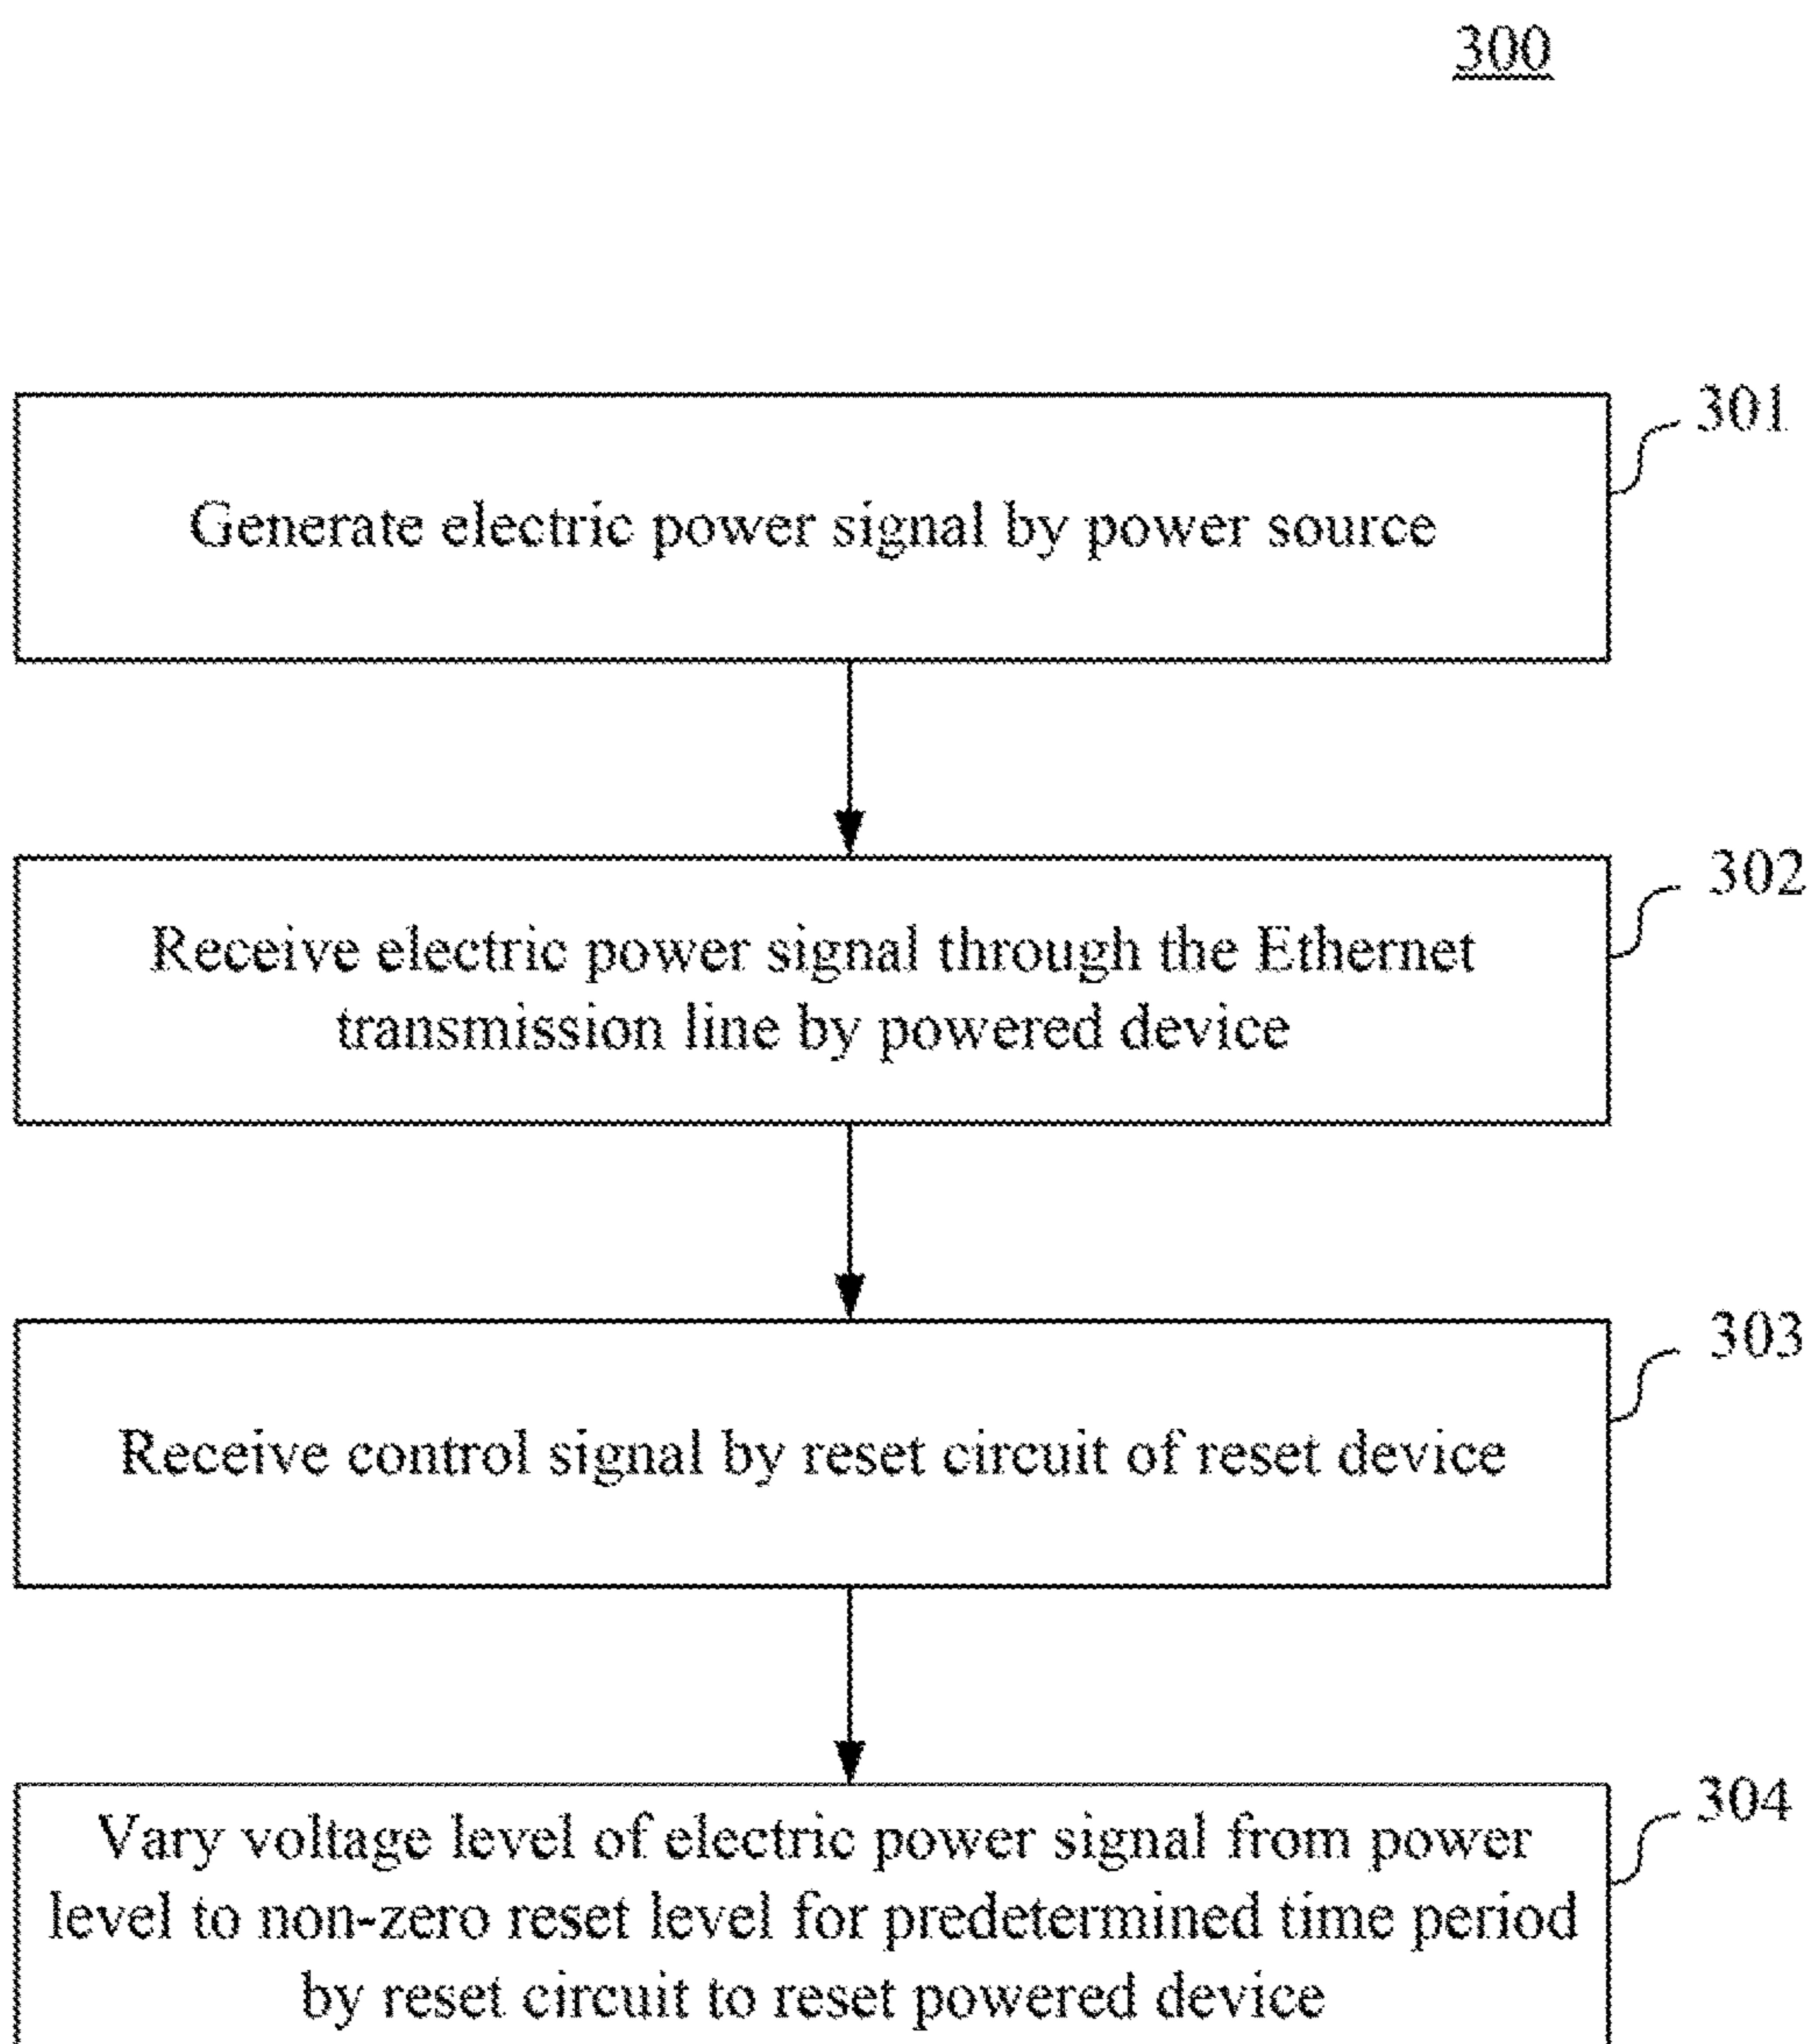 300
301
Generate electric power signal by power source
302
Receive electric power signal through the Ethernet
transmission line by powered device
303
Receive control signal by reset circuit of reset device
304
Vary voltage level of electric power signal from power
level to non-zero reset level for predetermined time period
by reset circuit to reset powered device